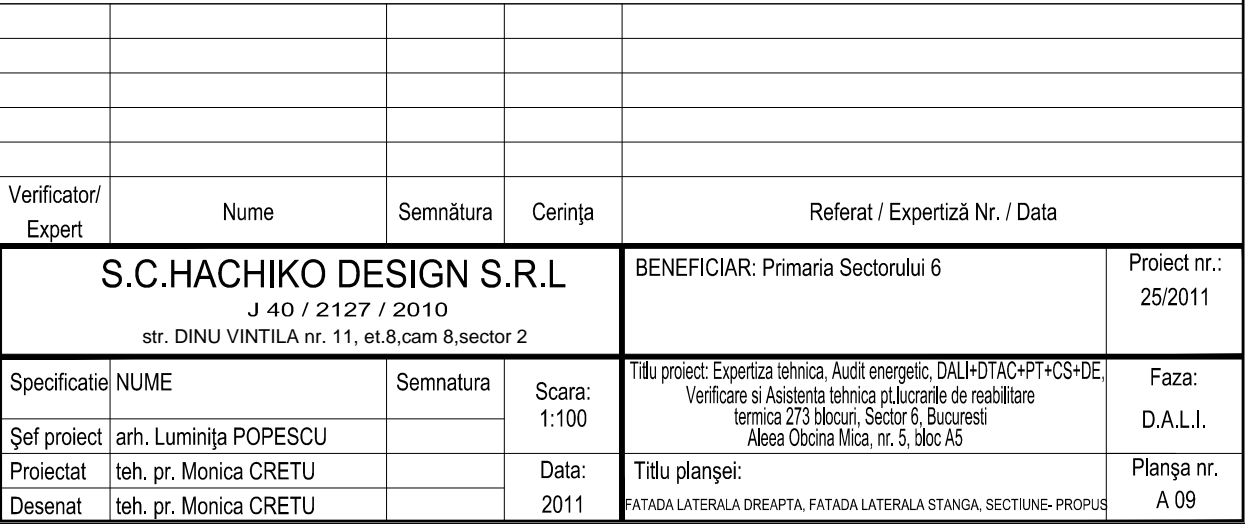 Verificator/
Expert
Nume
Semnătura
Cerinţa
Referat / Expertiză Nr. / Data
S.C.HACHIKO DESIGN S.R.L
J 40 / 2127 / 2010
str. DINU VINTILA nr. 11, et.8,cam 8,sector 2
BENEFICIAR: Primaria Sectorului 6
Proiect nr.:
25/2011
Specificatie
NUME
Semnatura
Scara:
1:100
Titlu proiect: Expertiza tehnica, Audit energetic, DALI+DTAC+PT+CS+DE,
Verificare si Asistenta tehnica pt.lucrarile de reabilitare
termica 273 blocuri, Sector 6, Bucuresti
Aleea Obcina Mica, nr. 5, bloc A5
Faza:
D.A.L.I.
Şef proiect
arh. Luminiţa POPESCU
Proiectat
teh. pr. Monica CRETU
Desenat
teh. pr. Monica CRETU
Data:
2011
Titlu planşei:
FATADA LATERALA DREAPTA, FATADA LATERALA STANGA, SECTIUNE- PROPUS
Planşa nr.
A 09